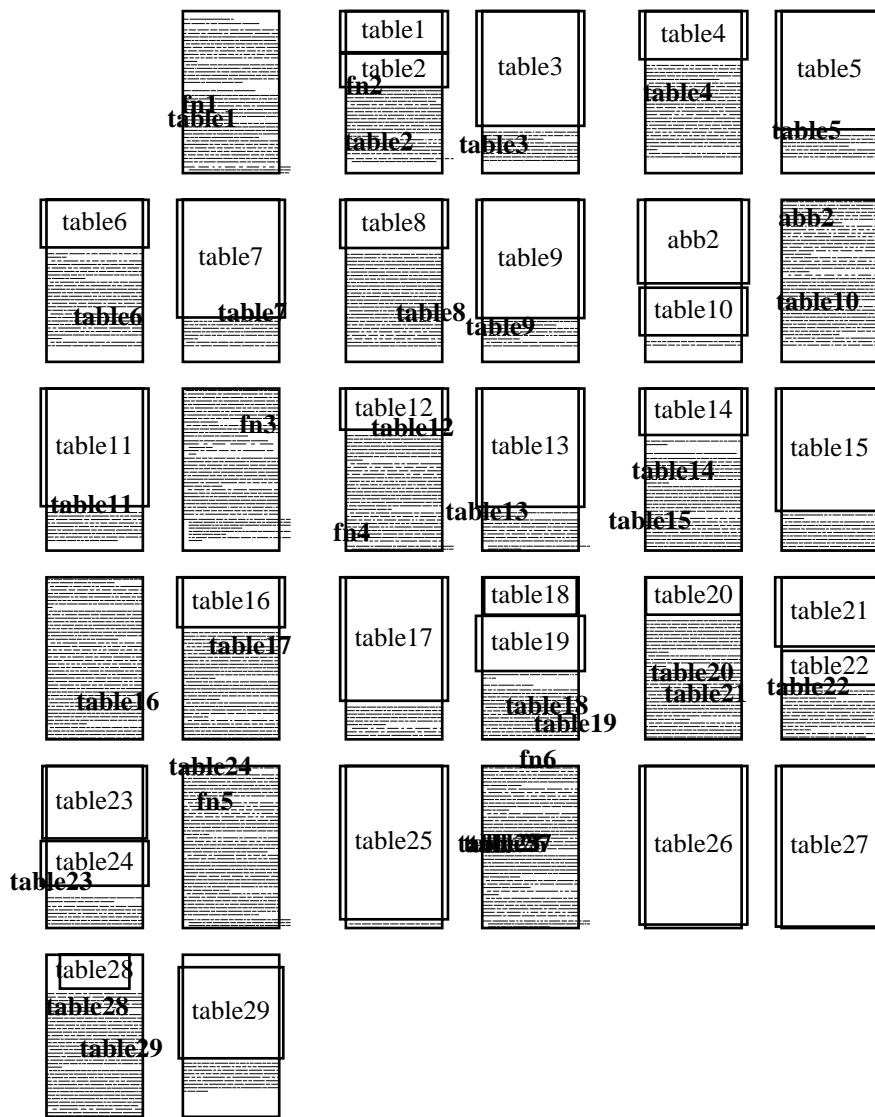 table1 table4
table2 table3 table5
fn1 fn2 table4
table1 table2 table3 table5
table6 table8 abb2
table7 table9 abb2
table10 table10
table6 table7 table8 table9
table12 table14
table11 fn3 table12 table13 table15
table14
table11 table13 table15
fn4
table16 table18 table20 table21
table17 table19
table17 table22
table20 table22
table16 table18 table21
table19
table24 fn6
table23 fn5
table25 table26 table27
table24
table23
table28
table28 table29
table29